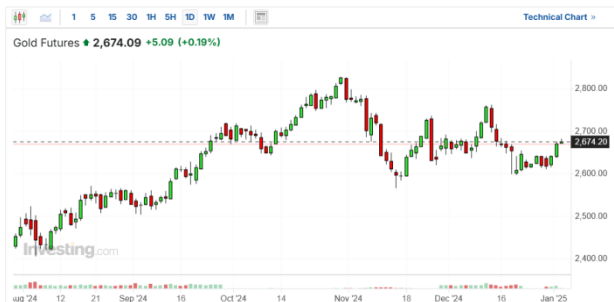 1 5 15 30 1H 5H 1D 1W 1M
Technical Chart »
Gold Futures 2,674.09 +5.09 (+0.19%)
2,800.00
2,700.00
2,674.20
2,600.00
2,500.00
2,400.00
Investing.com
ug '24 12 21 Sep '24 16 Oct '24 14 Nov '24 18 Dec '24 16 Jan '25